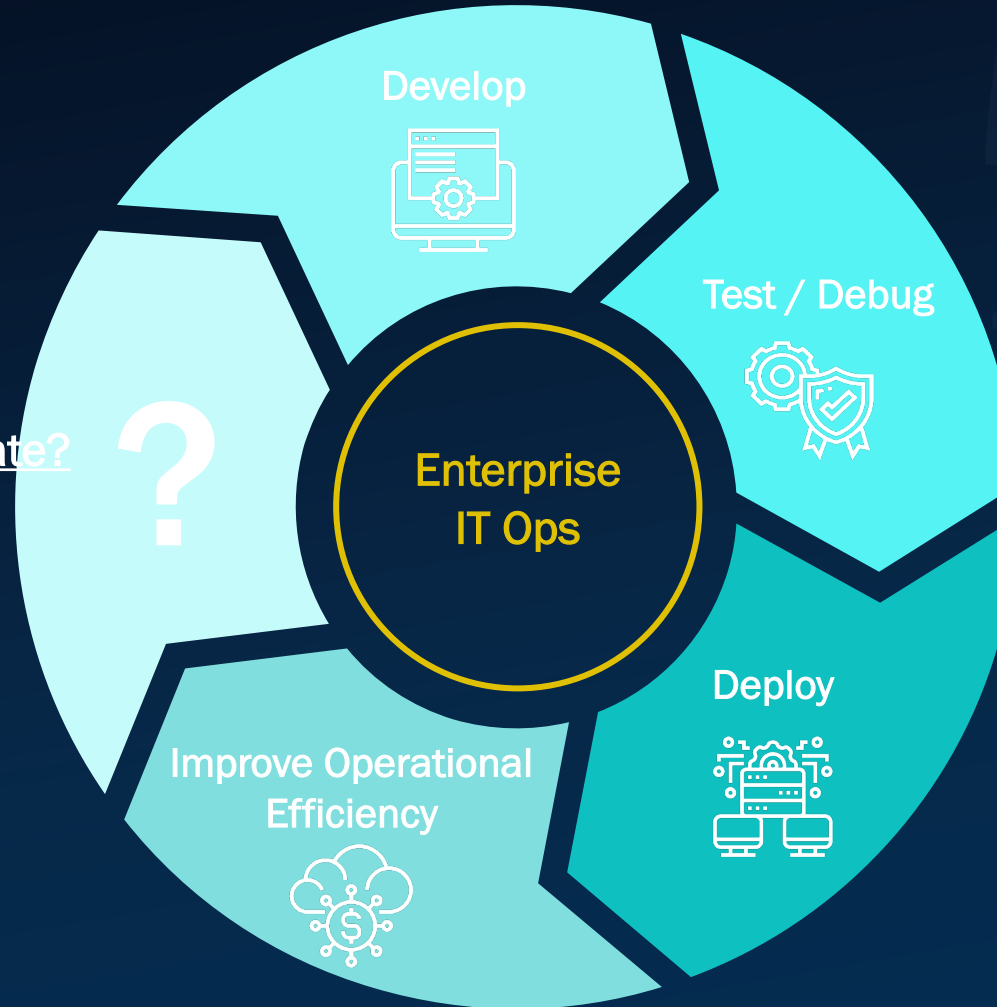 Develop
Test / Debug
?
Enterprise
IT Ops
Deploy
Improve Operational
Efficiency
$